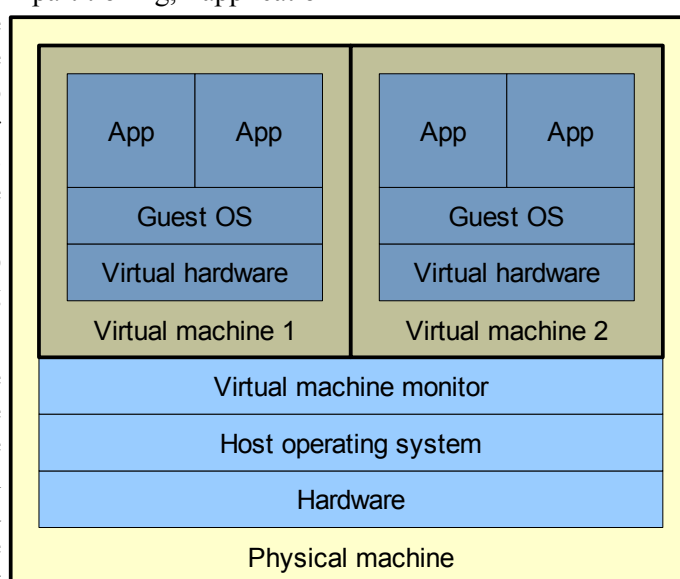 App App App App
Guest OS Guest OS
Virtual hardware Virtual hardware
Virtual machine 1 Virtual machine 2
Virtual machine monitor
Host operating system
Hardware
Physical machine